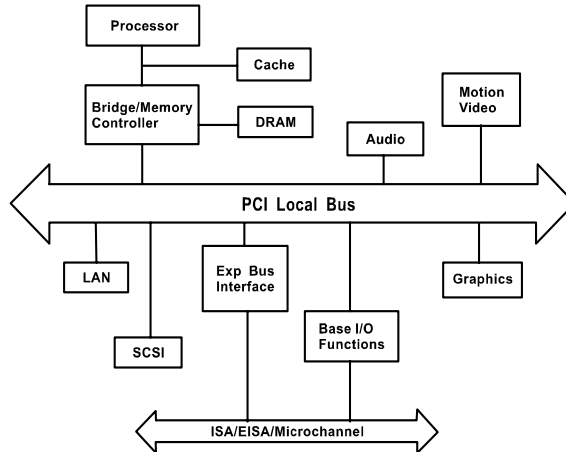 Processor
Cache
Bridge/Memory
Controller
DRAM
Motion
Video
Audio
PCI Local Bus
LAN
Exp Bus
Interface
Graphics
SCSI
Base I/O
Functions
ISA/EISA/Microchannel